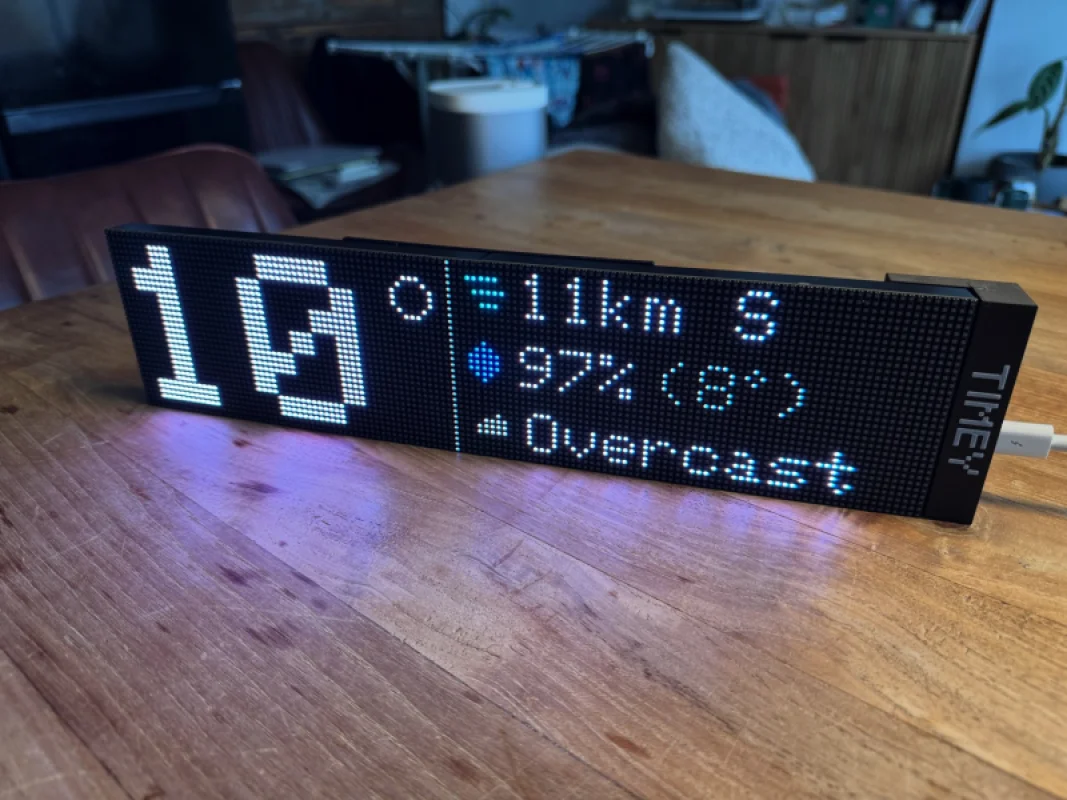 10°
11km S
97% (8°)
Overcast
TIMEY